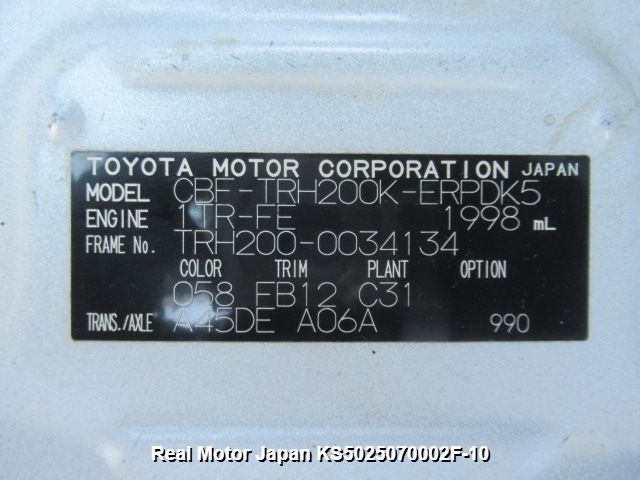 TOYOTA MOTOR CORPORATION JAPAN
MODEL CBF-TRH200K-ERPDK5
ENGINE 1TR-FE 1998 mL
FRAME No. TRH200-0034134
COLOR TRIM PLANT OPTION
058 FB12 C31
TRANS./AXLE A45DE A06A 990
Real Motor Japan KS5025070002F-10